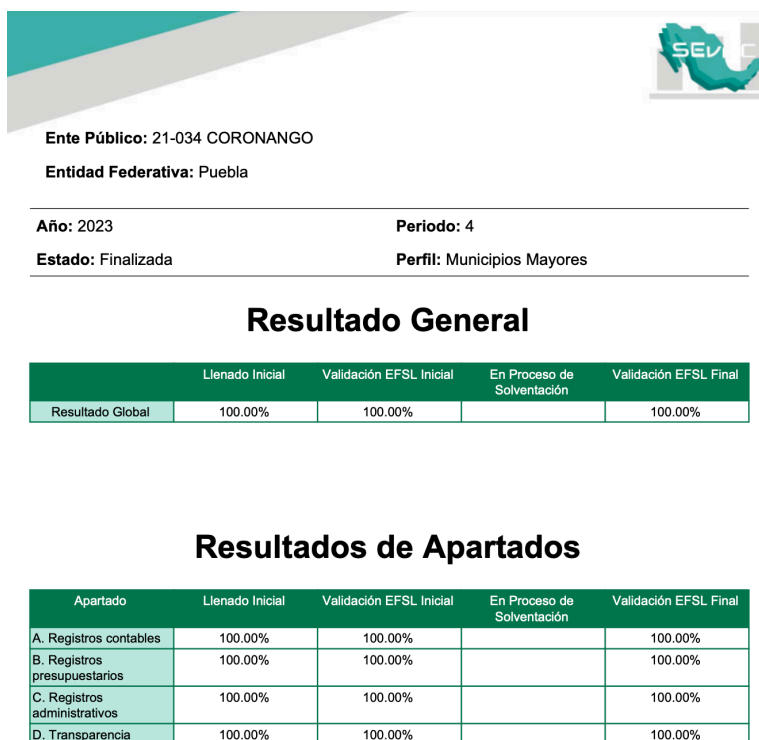 SEv C
Ente Público: 21-034 CORONANGO
Entidad Federativa: Puebla
Año: 2023 Periodo: 4
Estado: Finalizada Perfil: Municipios Mayores
Resultado General
Llenado Inicial Validación EFSL Inicial En Proceso de Solventación Validación EFSL Final
Resultado Global 100.00% 100.00% 100.00%
Resultados de Apartados
Apartado Llenado Inicial Validación EFSL Inicial En Proceso de Solventación Validación EFSL Final
A. Registros contables 100.00% 100.00% 100.00%
B. Registros presupuestarios 100.00% 100.00% 100.00%
C. Registros administrativos 100.00% 100.00% 100.00%
D. Transparencia 100.00% 100.00% 100.00%